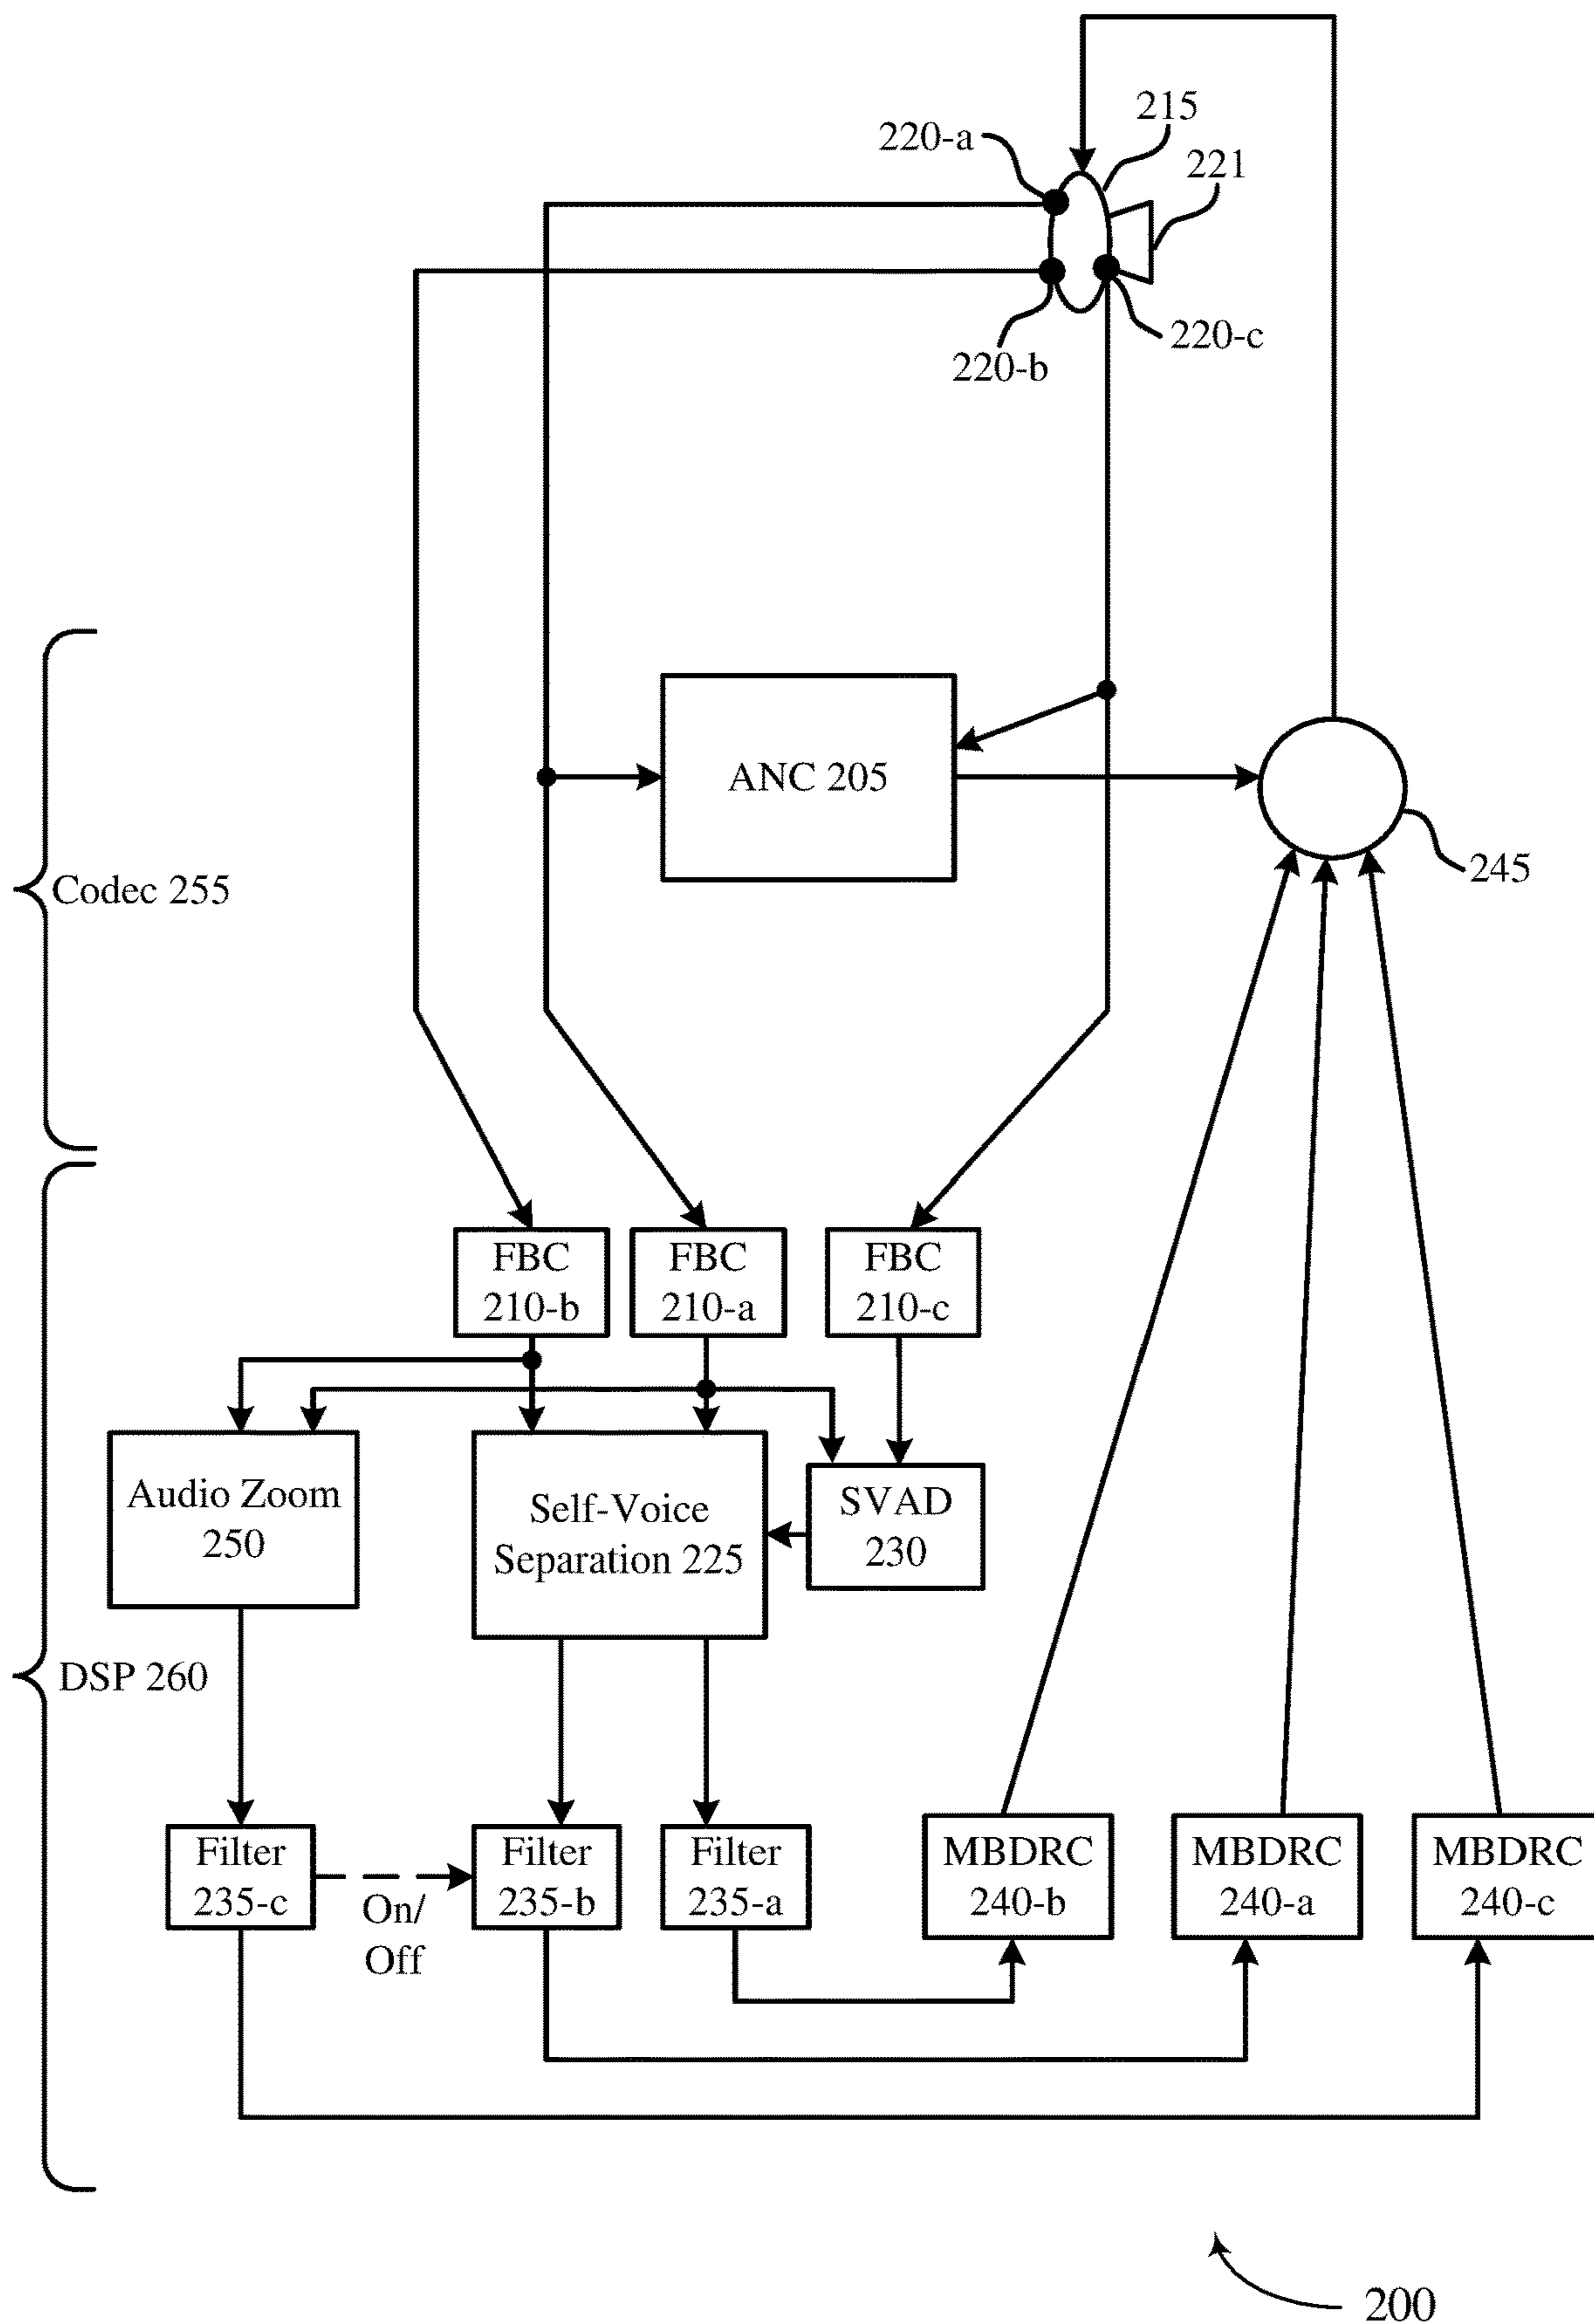 215
220-a
221
220-c
220-b
ANC 205
245
Codec 255
FBC
210-b
FBC
210-a
FBC
210-c
Audio Zoom
250
Self-Voice
Separation 225
SVAD
230
DSP 260
Filter
235-c
On/
Off
Filter
235-b
Filter
235-a
MBDRC
240-b
MBDRC
240-a
MBDRC
240-c
200